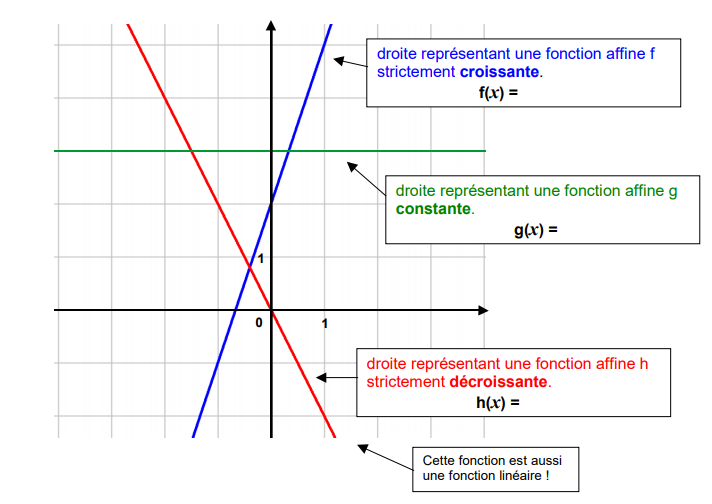 droite représentant une fonction affine f
strictement croissante.
f(x) =
droite représentant une fonction affine g
constante.
g(x) =
1
0
1
droite représentant une fonction affine h
strictement décroissante.
h(x) =
Cette fonction est aussi
une fonction linéaire !